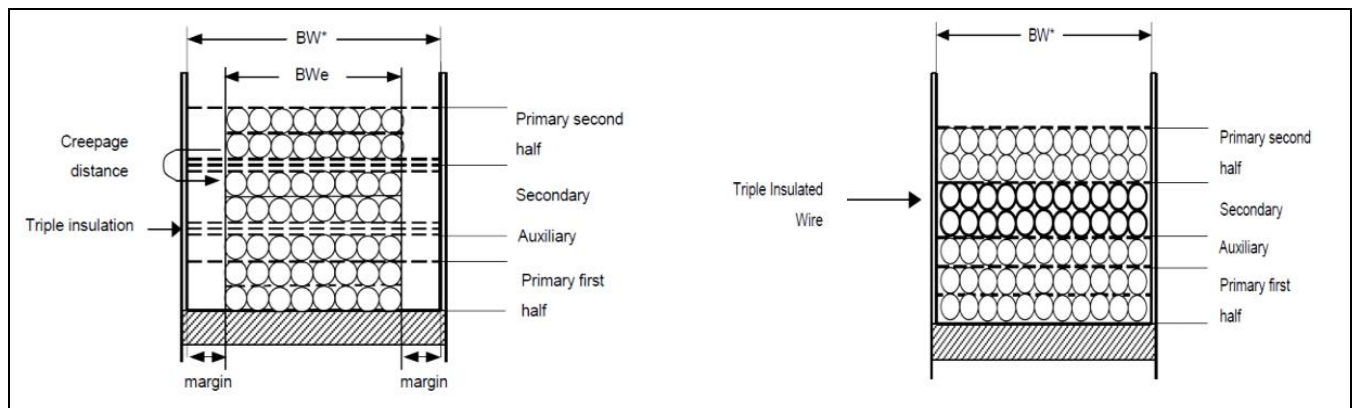 BW*
BWe
Creepage
distance
Triple insulation
Primary second
half
Secondary
Auxiliary
Primary first
half
margin
margin
BW*
Triple Insulated
Wire
Primary second
half
Secondary
Auxiliary
Primary first
half